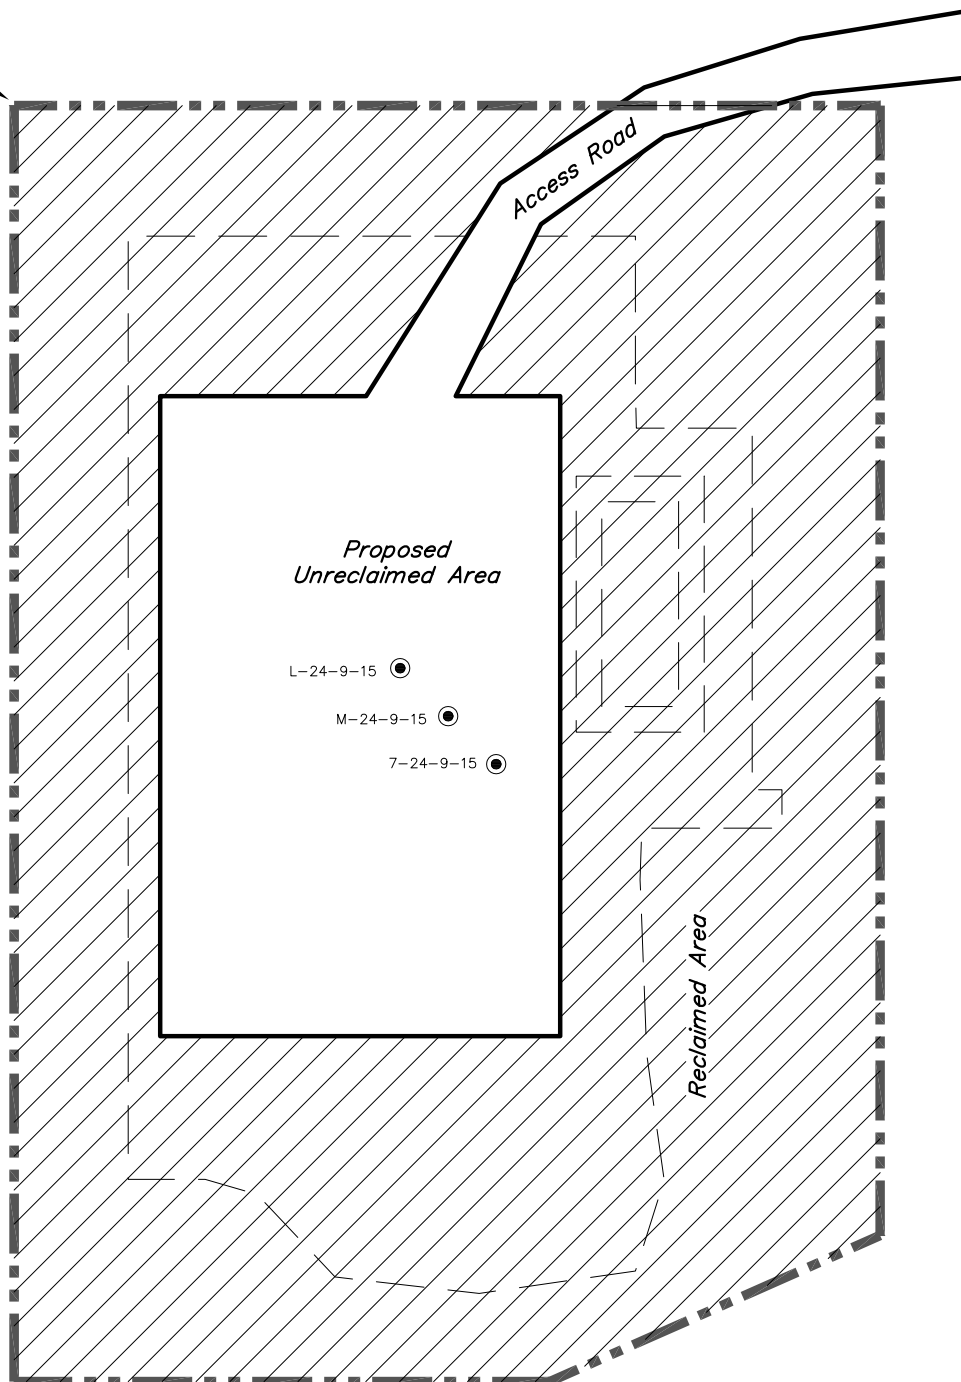 Access Road
Proposed
Unreclaimed Area
L-24-9-15
M-24-9-15
7-24-9-15
Reclaimed Area